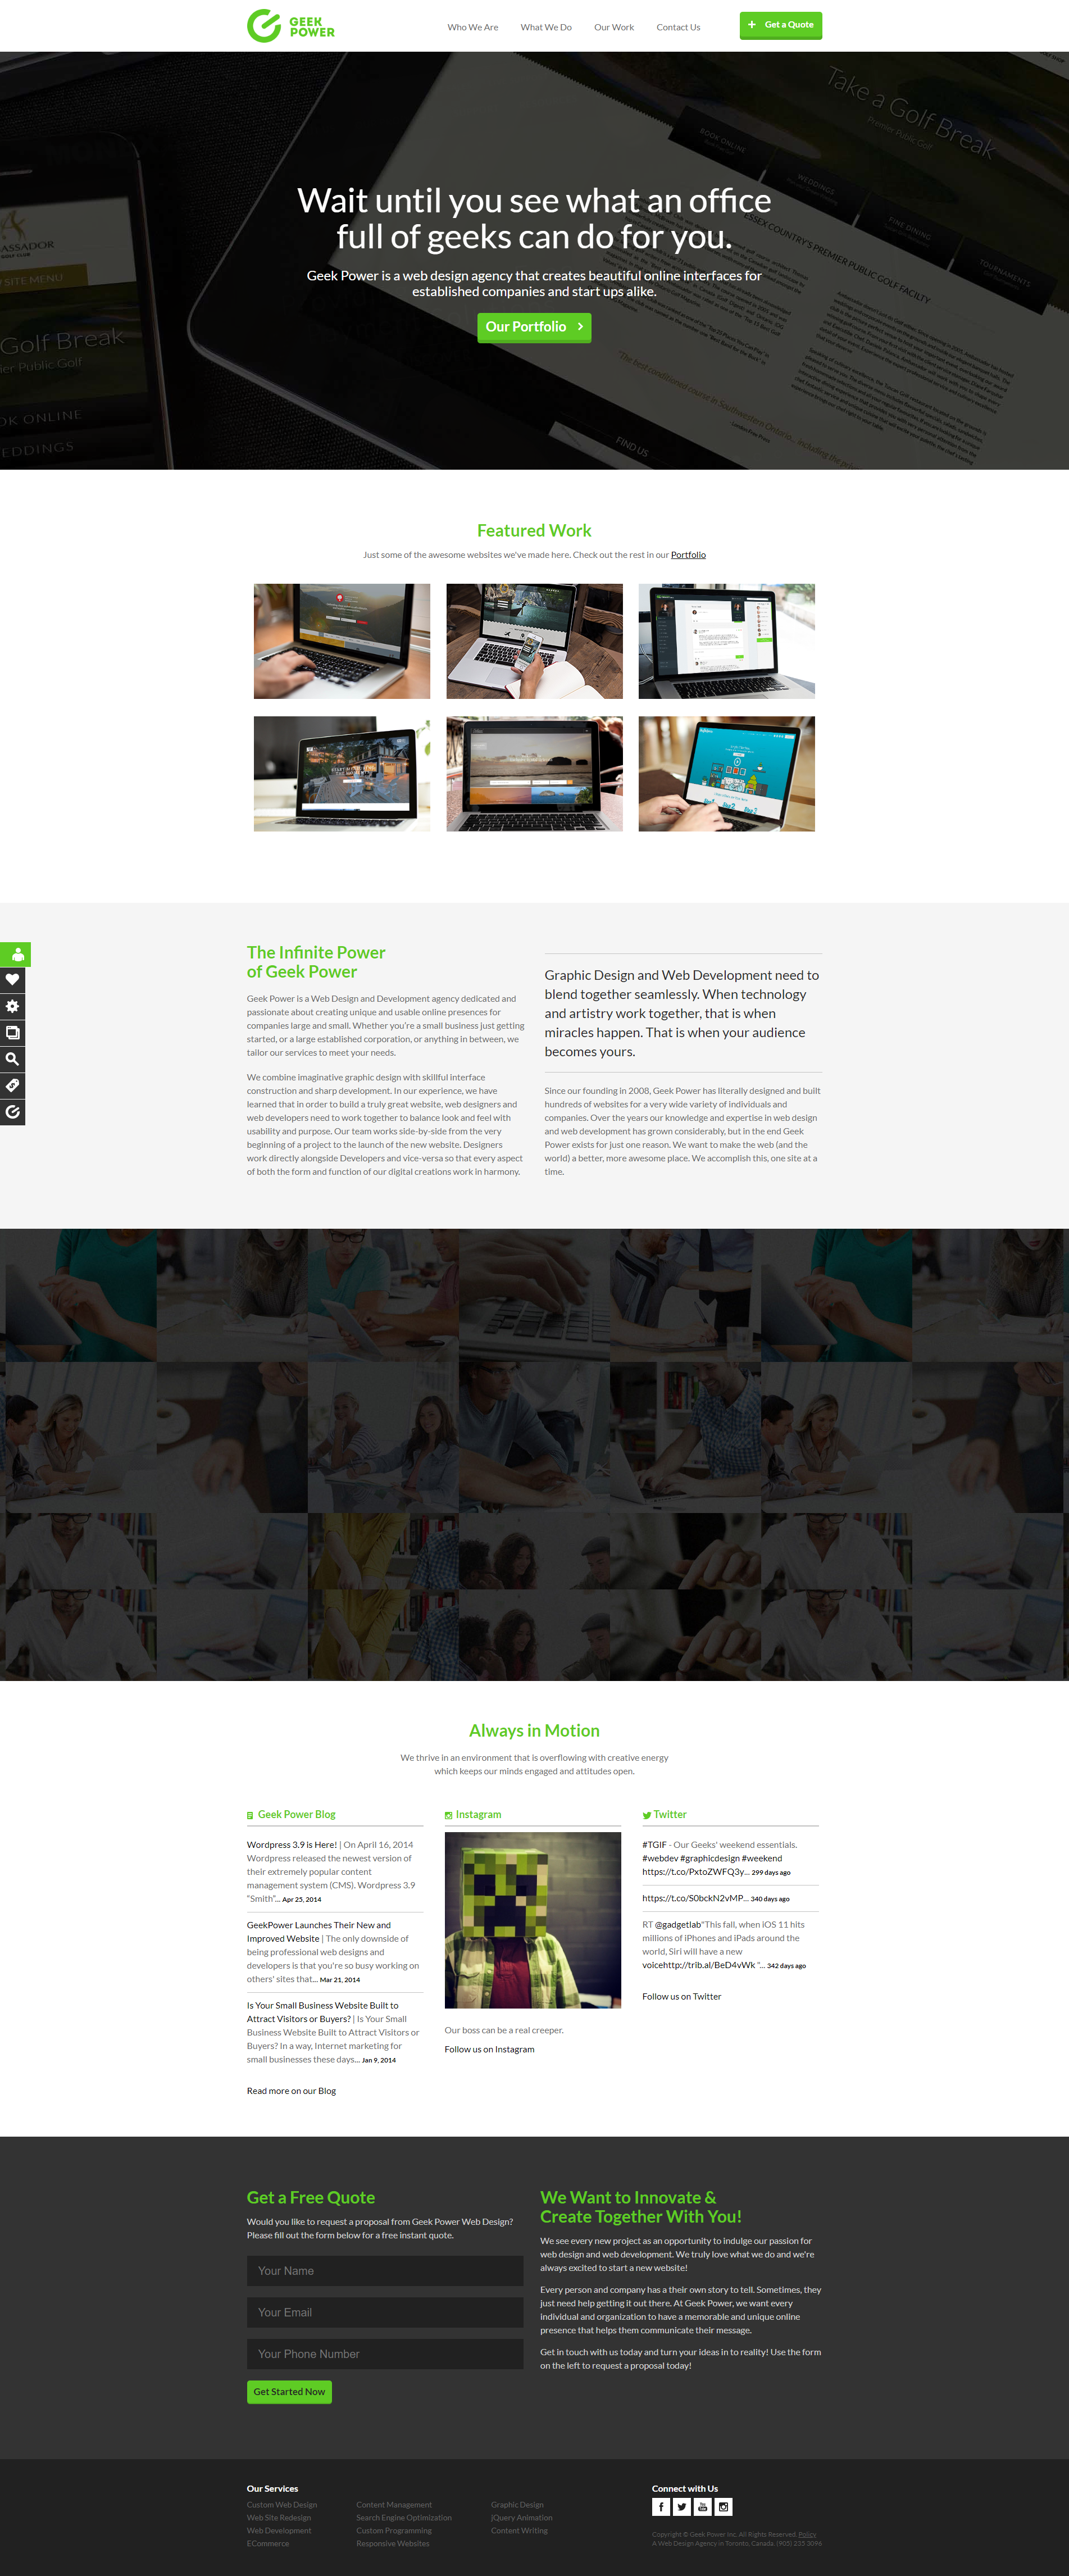 GEEK
POWER
Who We Are
What We Do
Our Work
Contact Us
Get a Quote
Take a Golf Break
Premier Public Golf
BOOK ONLINE
WEDDINGS
FINE DINING
TOURNAMENTS
ESSEX COUNTRY'S PREMIER PUBLIC GOLF FACILITY
SITE MENU
Golf Break
ier Public Golf
OK ONLINE
EDDINGS
FIND US
Wait until you see what an office
full of geeks can do for you.
Geek Power is a web design agency that creates beautiful online interfaces for
established companies and start ups alike.
Our Portfolio
Featured Work
Just some of the awesome websites we've made here. Check out the rest in our Portfolio
The Infinite Power
of Geek Power
Geek Power is a Web Design and Development agency dedicated and
passionate about creating unique and usable online presences for
companies large and small. Whether you're a small business just getting
started, or a large established corporation, or anything in between, we
tailor our services to meet your needs.
We combine imaginative graphic design with skillful interface
construction and sharp development. In our experience, we have
learned that in order to build a truly great website, web designers and
web developers need to work together to balance look and feel with
usability and purpose. Our team works side-by-side from the very
beginning of a project to the launch of the new website. Designers
work directly alongside Developers and vice-versa so that every aspect
of both the form and function of our digital creations work in harmony.
Graphic Design and Web Development need to
blend together seamlessly. When technology
and artistry work together, that is when
miracles happen. That is when your audience
becomes yours.
Since our founding in 2008, Geek Power has literally designed and built
hundreds of websites for a very wide variety of individuals and
companies. Over the years our knowledge and expertise in web design
and web development has grown considerably, but in the end Geek
Power exists for just one reason. We want to make the web (and the
world) a better, more awesome place. We accomplish this, one site at a
time.
Always in Motion
We thrive in an environment that is overflowing with creative energy
which keeps our minds engaged and attitudes open.
Geek Power Blog
Wordpress 3.9 is Here! | On April 16, 2014
Wordpress released the newest version of
their extremely popular content
management system (CMS). Wordpress 3.9
“Smith”... Apr 25, 2014
GeekPower Launches Their New and
Improved Website | The only downside of
being professional web designs and
developers is that you're so busy working on
others' sites that... Mar 21, 2014
Is Your Small Business Website Built to
Attract Visitors or Buyers? | Is Your Small
Business Website Built to Attract Visitors or
Buyers? In a way, Internet marketing for
small businesses these days... Jan 9, 2014
Read more on our Blog
Instagram
Our boss can be a real creeper.
Follow us on Instagram
Twitter
#TGIF - Our Geeks' weekend essentials.
#webdev #graphicdesign #weekend
https://t.co/PxtoZWFQ3y... 299 days ago
https://t.co/S0bckN2vMP... 340 days ago
RT @gadgetlab"This fall, when iOS 11 hits
millions of iPhones and iPads around the
world, Siri will have a new
voicehttp://trib.al/BeD4vWk "... 342 days ago
Follow us on Twitter
Get a Free Quote
Would you like to request a proposal from Geek Power Web Design?
Please fill out the form below for a free instant quote.
Your Name
Your Email
Your Phone Number
Get Started Now
We Want to Innovate &
Create Together With You!
We see every new project as an opportunity to indulge our passion for
web design and web development. We truly love what we do and we're
always excited to start a new website!
Every person and company has a their own story to tell. Sometimes, they
just need help getting it out there. At Geek Power, we want every
individual and organization to have a memorable and unique online
presence that helps them communicate their message.
Get in touch with us today and turn your ideas in to reality! Use the form
on the left to request a proposal today!
Our Services
Custom Web Design
Web Site Redesign
Web Development
ECommerce
Content Management
Search Engine Optimization
Custom Programming
Responsive Websites
Graphic Design
jQuery Animation
Content Writing
Connect with Us
Copyright © Geek Power Inc. All Rights Reserved. Policy
A Web Design Agency in Toronto, Canada. (905) 235 3096